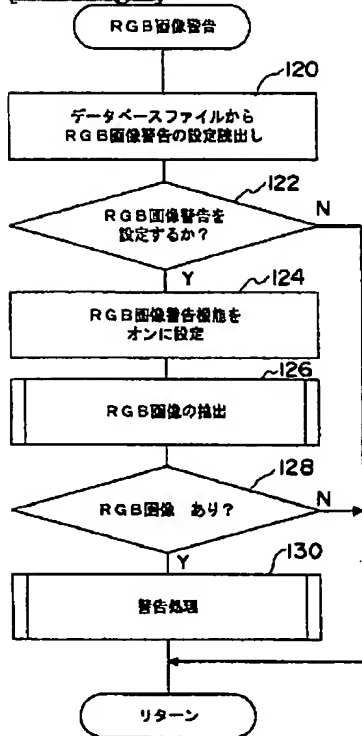 RGB画像警告
120
データベースファイルから
RGB画像警告の設定読出し
122
RGB画像警告を
設定するか?
N
Y
124
RGB画像警告機能を
オンに設定
126
RGB画像の抽出
128
RGB画像 あり?
N
Y
130
警告処理
リターン